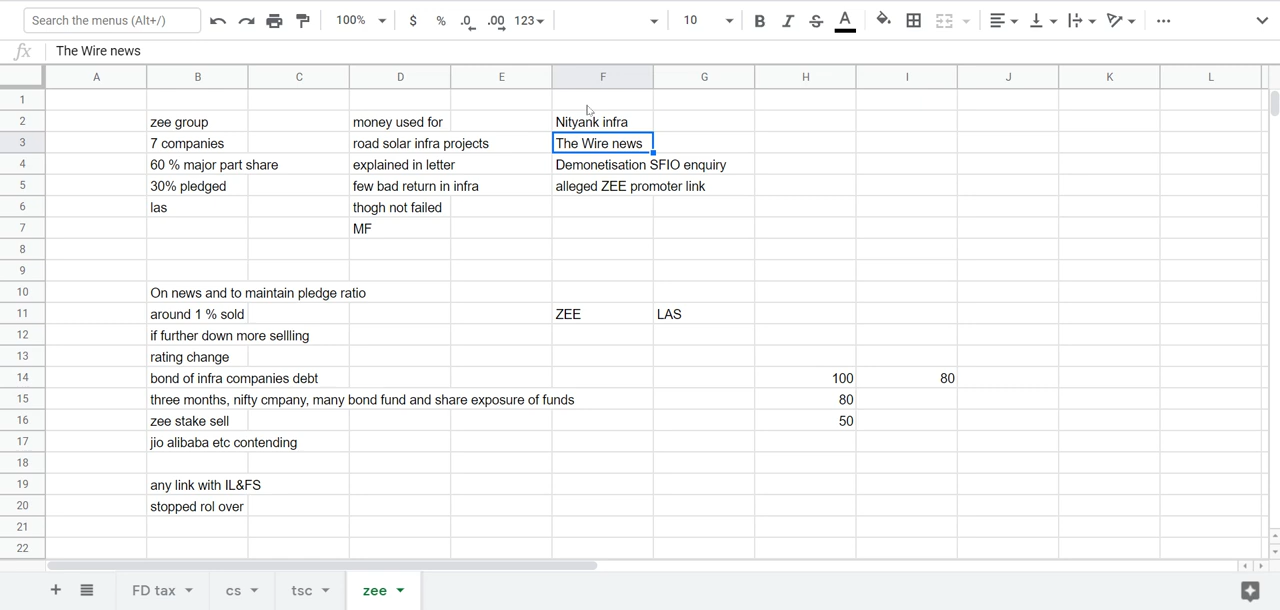 Search the menus (Alt+/) 100% $ % .0 .00 123 10 B I S A
fx The Wire news
A B C D E F G H I J K L
1
2 zee group money used for Nityank infra
3 7 companies road solar infra projects The Wire news
4 60 % major part share explained in letter Demonetisation SFIO enquiry
5 30% pledged few bad return in infra alleged ZEE promoter link
6 las thogh not failed
7 MF
8
9
10 On news and to maintain pledge ratio
11 around 1 % sold ZEE LAS
12 if further down more sellling
13 rating change
14 bond of infra companies debt 100 80
15 three months, nifty cmpany, many bond fund and share exposure of funds 80
16 zee stake sell 50
17 jio alibaba etc contending
18
19 any link with IL&FS
20 stopped rol over
21
22
+ FD tax cs tsc zee